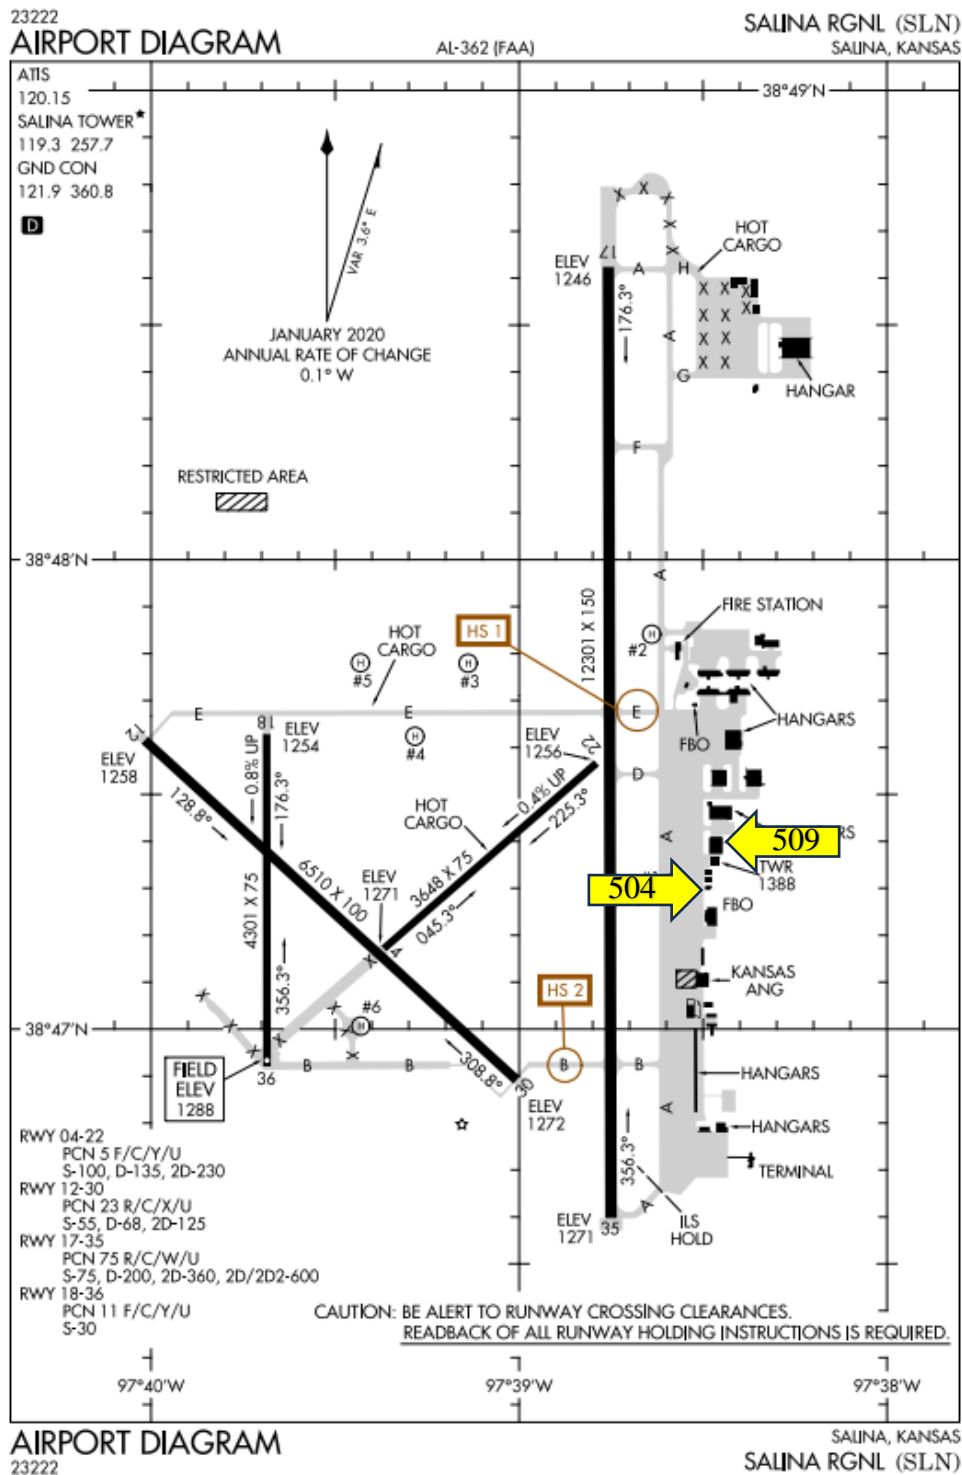 23222
AIRPORT DIAGRAM
AL-362 (FAA)
SALINA RGNL (SLN)
SALINA, KANSAS
ATIS
120.15
SALINA TOWER★
119.3 257.7
GND CON
121.9 360.8
D
VAR 3.6° E
JANUARY 2020
ANNUAL RATE OF CHANGE
0.1° W
RESTRICTED AREA
38°49'N
X X X X X
HOT
CARGO
17
ELEV
1246
A
H
176.3°
X X X
X X X
X X
X X
A
G
HANGAR
F
38°48'N
A
12301 X 150
FIRE STATION
HS 1
H
#2
HOT
CARGO
H
#5
H
#3
E
E
E
12
18
ELEV
1254
H
#4
ELEV
1256
22
FBO
HANGARS
ELEV
1258
0.8% UP
176.3°
128.8°
D
0.4% UP
225.3°
HOT
CARGO
A
RS
509
TWR
1388
504
FBO
6510 X 100
ELEV
1271
3648 X 75
045.3°
4301 X 75
4
X
356.3°
KANSAS
ANG
HS 2
X
X
X
X
X
X
X
#6
H
38°47'N
B
B
308.8°
B
B
FIELD
ELEV
1288
36
30
ELEV
1272
HANGARS
A
HANGARS
356.3°
TERMINAL
ELEV
1271
35
A
ILS
HOLD
RWY 04-22
PCN 5 F/C/Y/U
S-100, D-135, 2D-230
RWY 12-30
PCN 23 R/C/X/U
S-55, D-68, 2D-125
RWY 17-35
PCN 75 R/C/W/U
S-75, D-200, 2D-360, 2D/2D2-600
RWY 18-36
PCN 11 F/C/Y/U
S-30
CAUTION: BE ALERT TO RUNWAY CROSSING CLEARANCES.
READBACK OF ALL RUNWAY HOLDING INSTRUCTIONS IS REQUIRED.
97°40'W
97°39'W
97°38'W
AIRPORT DIAGRAM
23222
SALINA, KANSAS
SALINA RGNL (SLN)